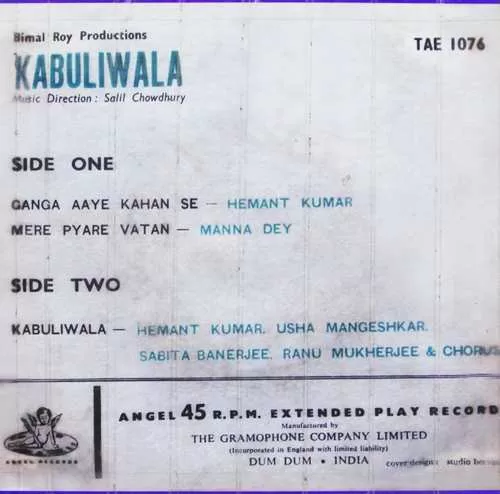 Bimal Roy Productions
TAE 1076
KABULIWALA
Music Direction : Salil Chowdhury
SIDE ONE
GANGA AAYE KAHAN SE — HEMANT KUMAR
MERE PYARE VATAN — MANNA DEY
SIDE TWO
KABULIWALA — HEMANT KUMAR, USHA MANGESHKAR,
SABITA BANERJEE, RANU MUKHERJEE & CHORUS
ANGEL 45 R.P.M. EXTENDED PLAY RECORD
Manufactured by
THE GRAMOPHONE COMPANY LIMITED
(Incorporated in England with limited liability)
DUM DUM • INDIA
cover design: studio
ANGEL RECORDS